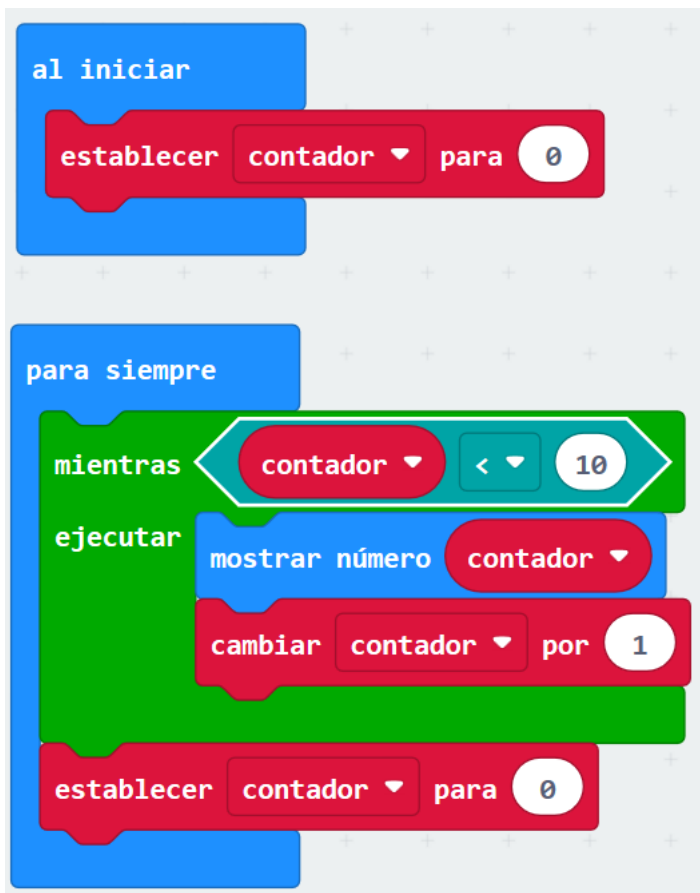 al iniciar
establecer contador para 0
para siempre
mientras contador < 10
ejecutar
mostrar número contador
cambiar contador por 1
establecer contador para 0